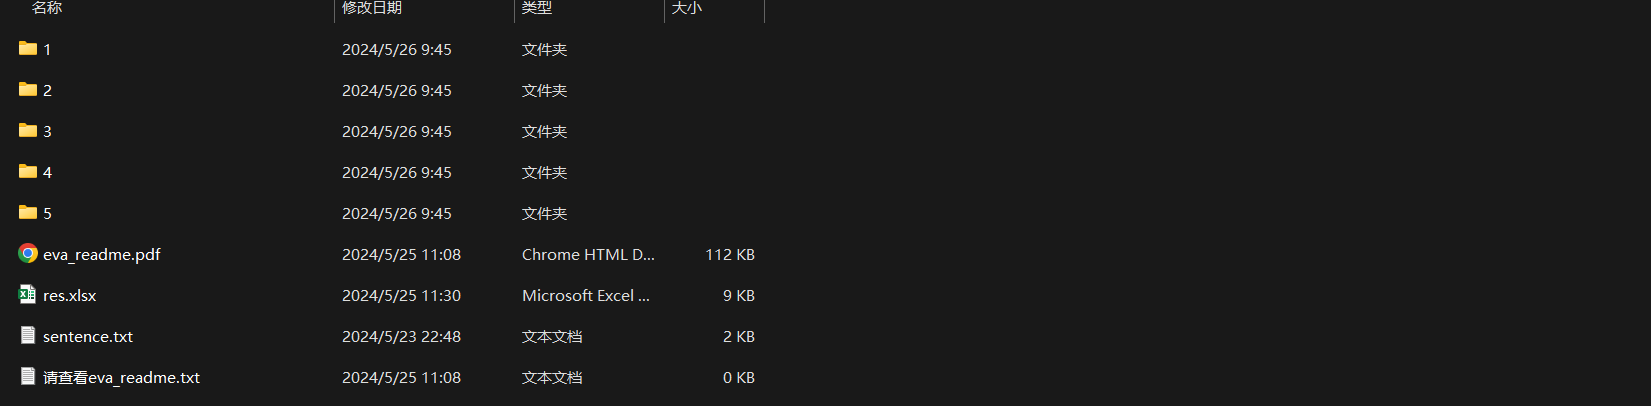 名称 修改日期 类型 大小
1 2024/5/26 9:45 文件夹
2 2024/5/26 9:45 文件夹
3 2024/5/26 9:45 文件夹
4 2024/5/26 9:45 文件夹
5 2024/5/26 9:45 文件夹
eva_readme.pdf 2024/5/25 11:08 Chrome HTML D... 112 KB
res.xlsx 2024/5/25 11:30 Microsoft Excel ... 9 KB
sentence.txt 2024/5/23 22:48 文本文档 2 KB
请查看eva_readme.txt 2024/5/25 11:08 文本文档 0 KB